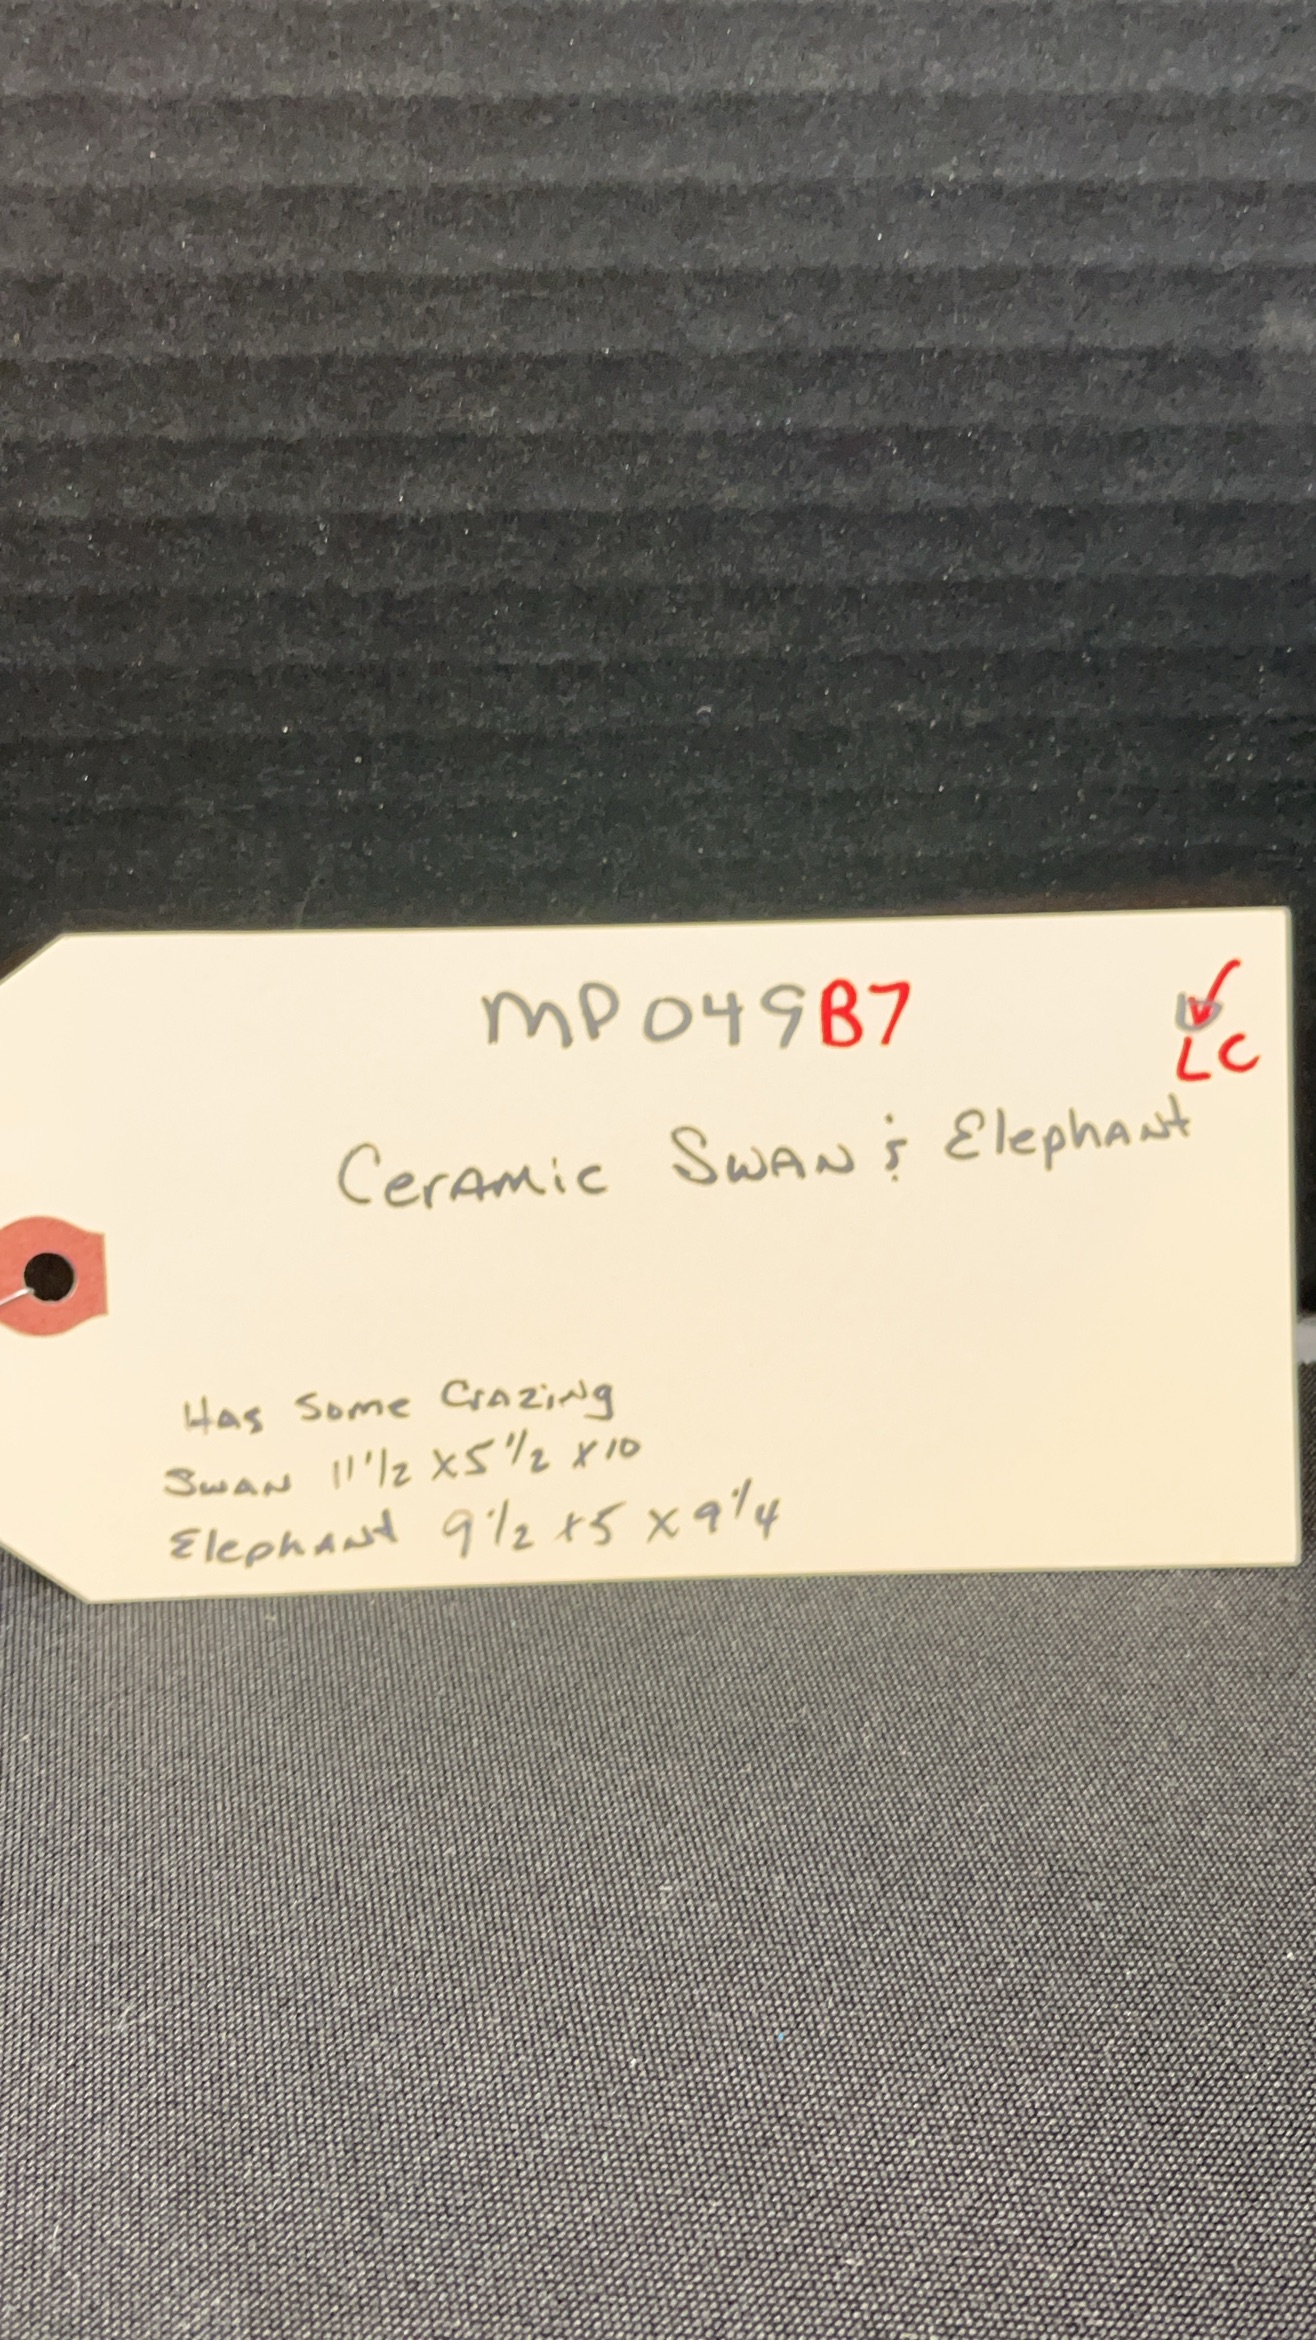 MP049B7
LC
Ceramic Swan & Elephant
Has Some Crazing
Swan 11 1/2 x 5 1/2 x 10
Elephant 9 1/2 x 5 x 9 1/4